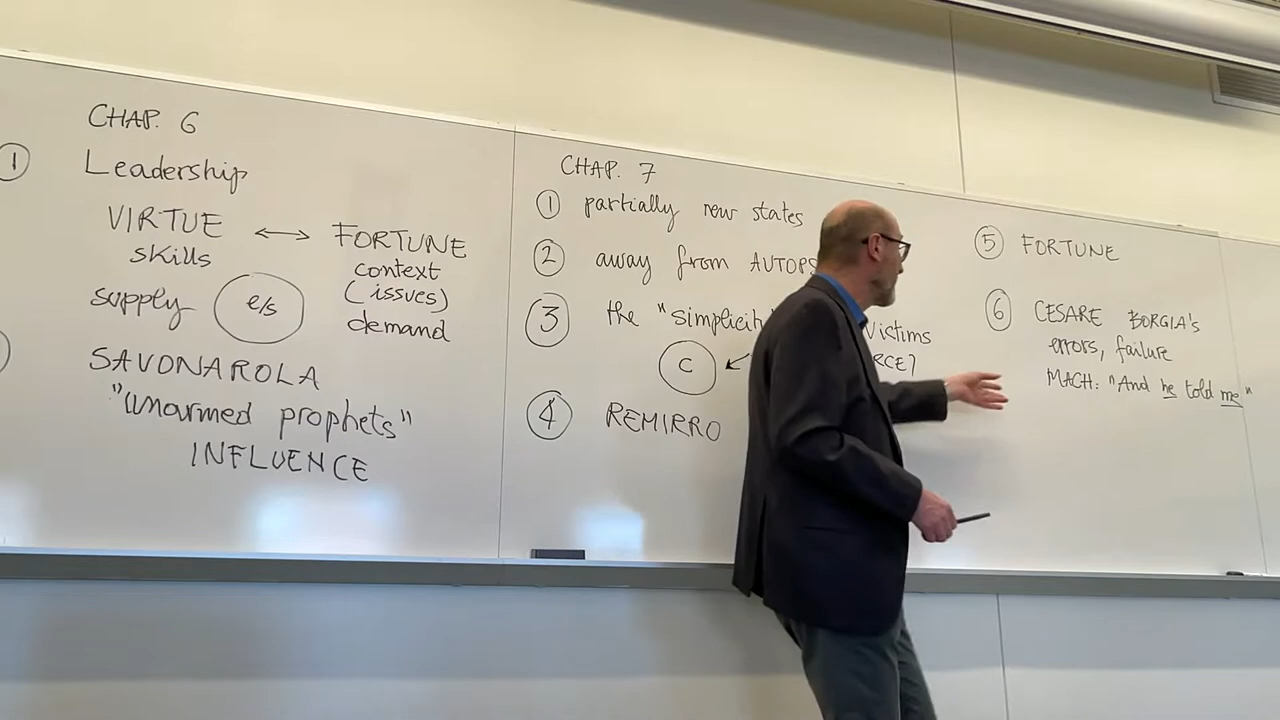 CHAP. 6
① Leadership
VIRTUE ↔ FORTUNE
skills context
(issues)
supply e/s demand
SAVONAROLA
"unarmed prophets"
INFLUENCE
CHAP. 7
① partially new states
② away from
③ the "simplicity victims
C ←
④ REMIRRO
⑤ FORTUNE
⑥ CESARE BORGIA's
errors, failure
MACH: "And he told me"